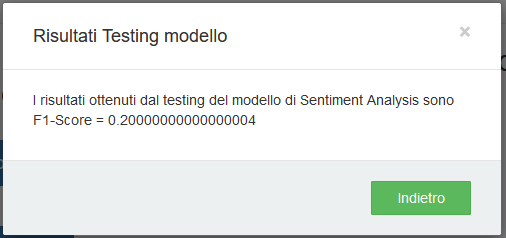 Risultati Testing modello
×
I risultati ottenuti dal testing del modello di Sentiment Analysis sono
F1-Score = 0.20000000000000004
Indietro